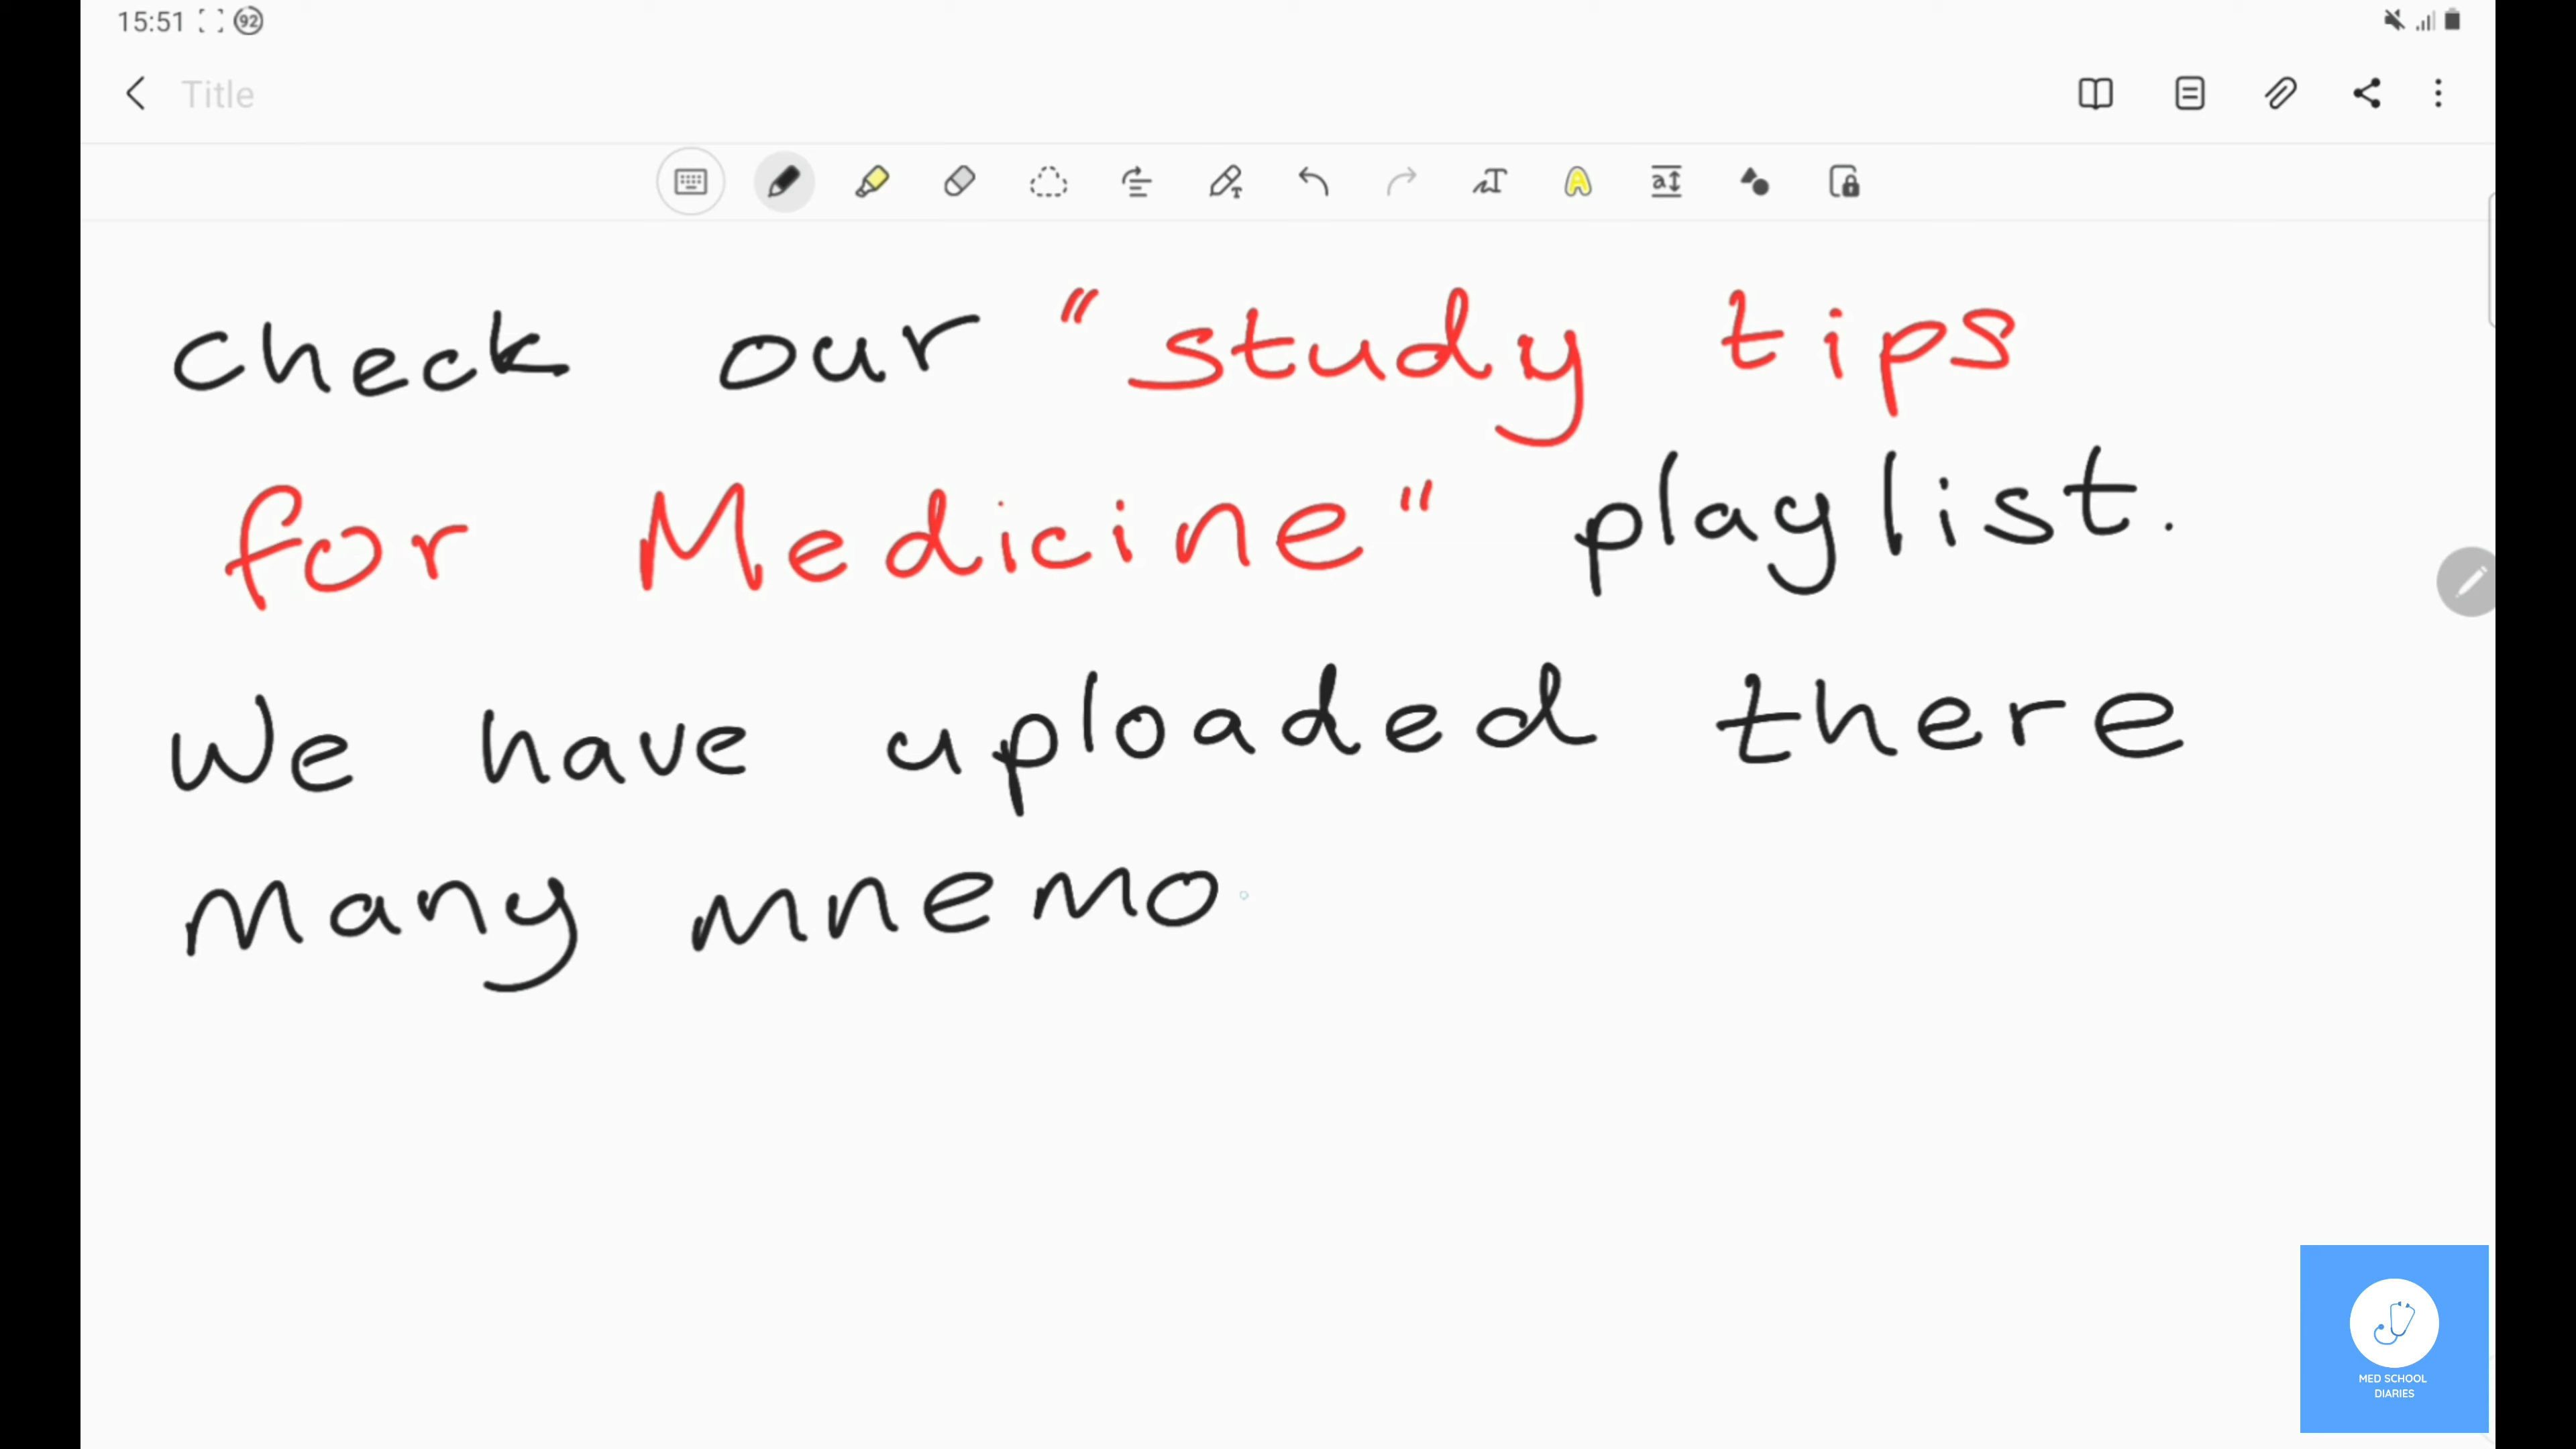 15:51 92
Title
check our "study tips
for Medicine" playlist.
We have uploaded there
many mnemo
MED SCHOOL
DIARIES